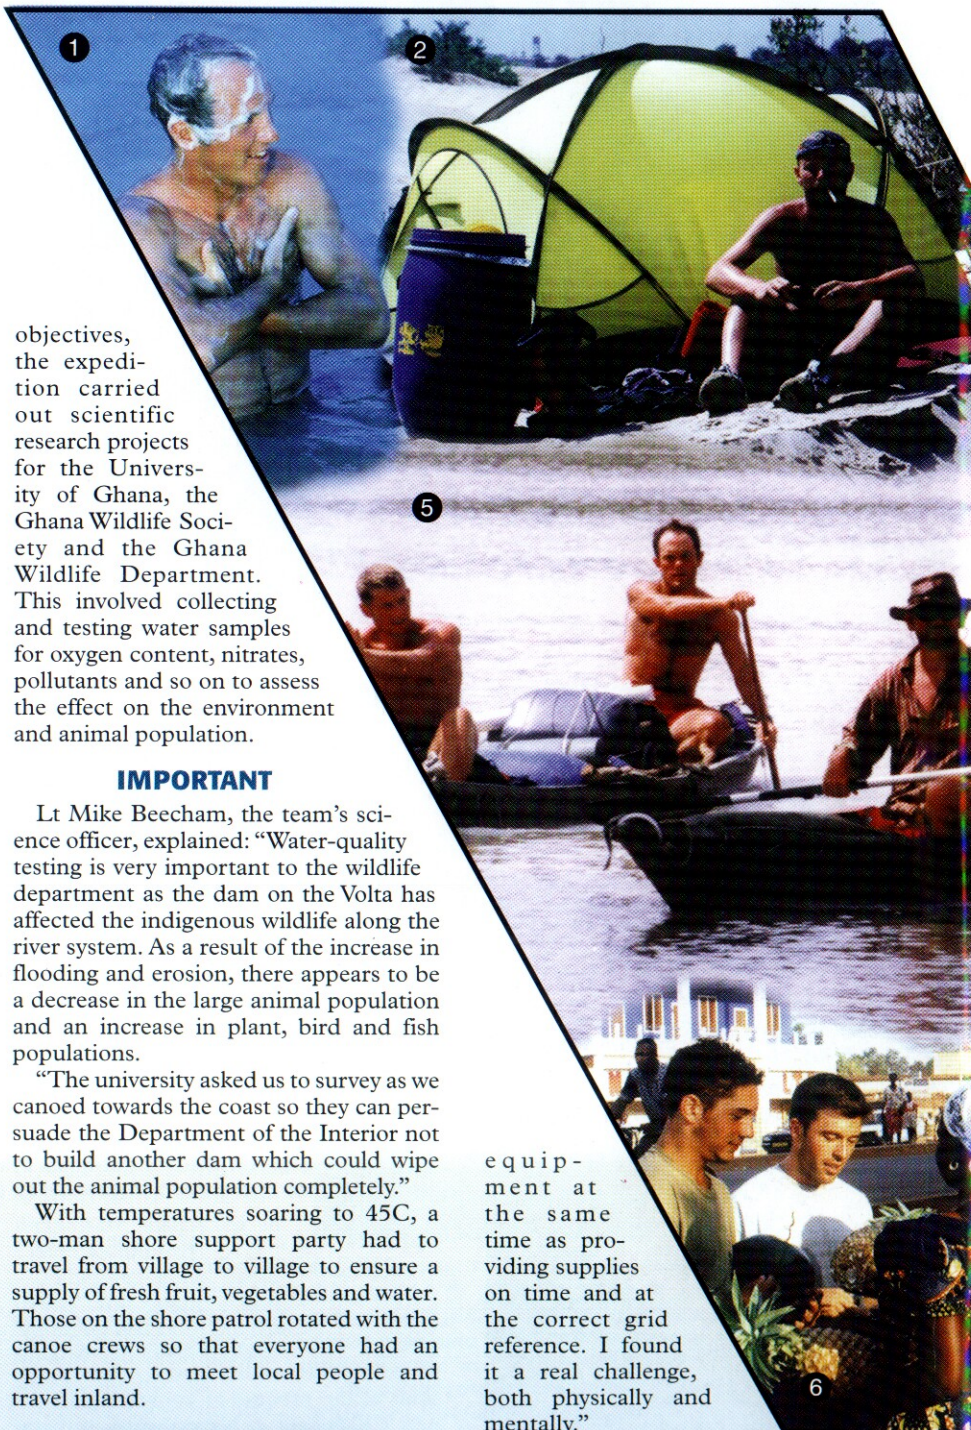 1
2
objectives,
the expedi-
tion carried
out scientific
research projects
for the Univers-
ity of Ghana, the
Ghana Wildlife Soci-
ety and the Ghana
Wildlife Department.
This involved collecting
and testing water samples
for oxygen content, nitrates,
pollutants and so on to assess
the effect on the environment
and animal population.
IMPORTANT
Lt Mike Beecham, the team's sci-
ence officer, explained: “Water-quality
testing is very important to the wildlife
department as the dam on the Volta has
affected the indigenous wildlife along the
river system. As a result of the increase in
flooding and erosion, there appears to be
a decrease in the large animal population
and an increase in plant, bird and fish
populations.
“The university asked us to survey as we
canoed towards the coast so they can per-
suade the Department of the Interior not
to build another dam which could wipe
out the animal population completely.”
With temperatures soaring to 45C, a
two-man shore support party had to
travel from village to village to ensure a
supply of fresh fruit, vegetables and water.
Those on the shore patrol rotated with the
canoe crews so that everyone had an
opportunity to meet local people and
travel inland.
5
equip-
ment at
the same
time as pro-
viding supplies
on time and at
the correct grid
reference. I found
it a real challenge,
both physically and
mentally.”
6